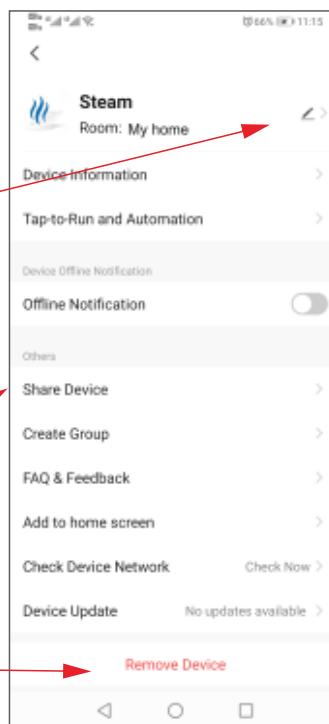 66% 11:15
Steam
Room: My home
Device Information
Tap-to-Run and Automation
Device Offline Notification
Offline Notification
Others
Share Device
Create Group
FAQ & Feedback
Add to home screen
Check Device Network Check Now
Device Update No updates available
Remove Device